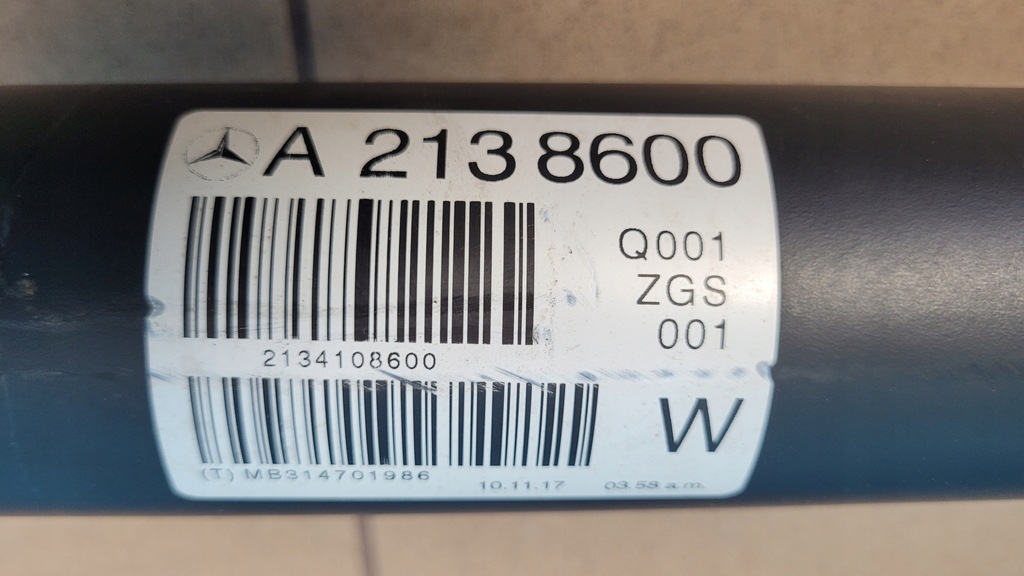 A 213 8600
Q001
ZGS
001
2134108600
W
(T) MB314701986
10.11.17 03.58 a.m.